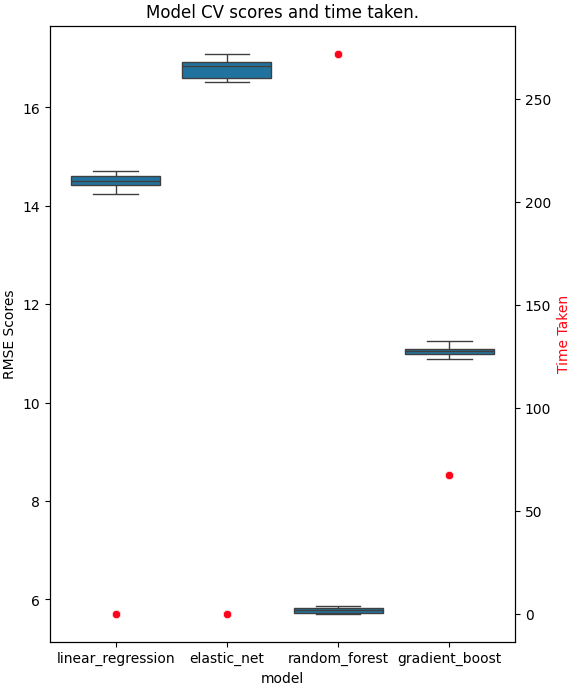 Model CV scores and time taken.
RMSE Scores
16
14
12
10
8
6
250
200
150
100
50
0
Time Taken
linear_regression elastic_net random_forest gradient_boost
model